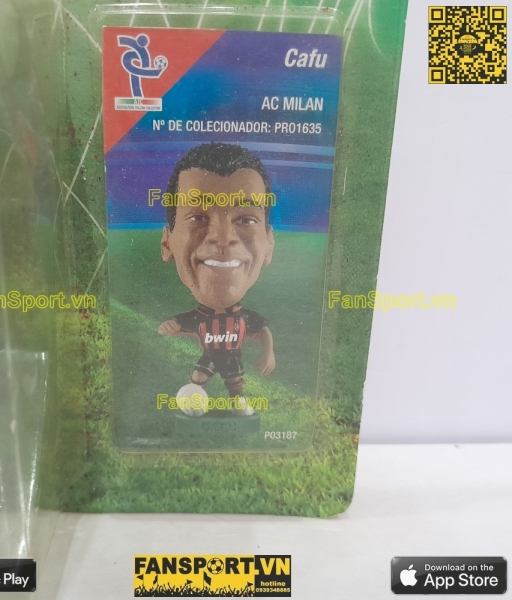 Cafu
AC MILAN
Nº DE COLECIONADOR: PRO1635
FanSport.vn
FanSport.vn
FanSport.vn
bwin
FanSport.vn
P03187
Play
FANSPORT.VN
hotline
0939346885
Download on the
App Store